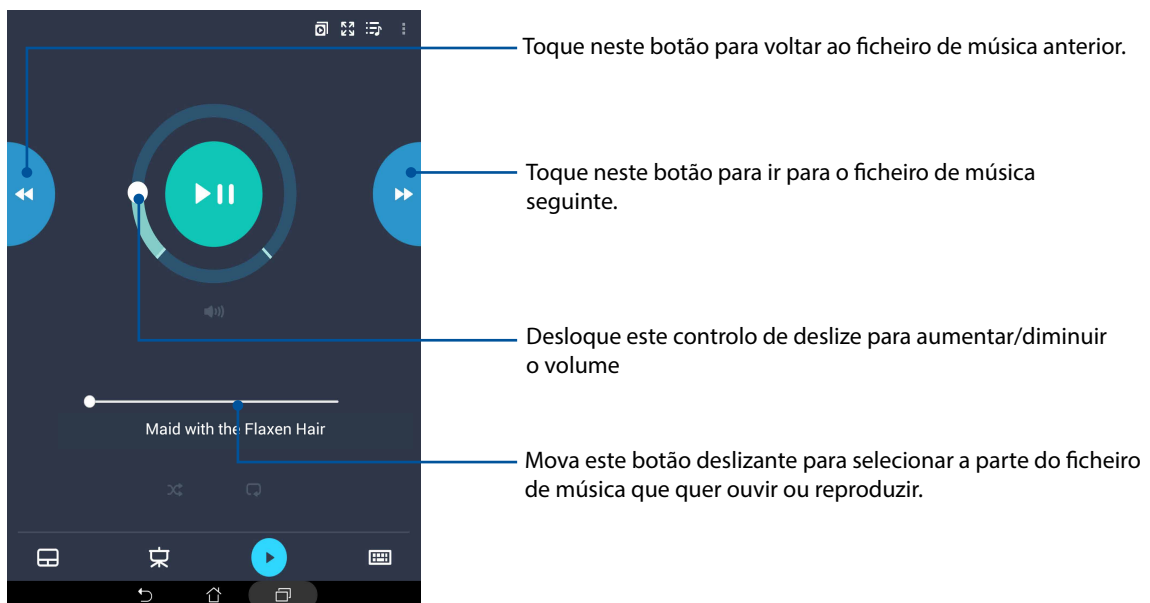 Toque neste botão para voltar ao ficheiro de música anterior.
Toque neste botão para ir para o ficheiro de música
seguinte.
Desloque este controlo de deslize para aumentar/diminuir
o volume
Maid with the Flaxen Hair
Mova este botão deslizante para selecionar a parte do ficheiro
de música que quer ouvir ou reproduzir.